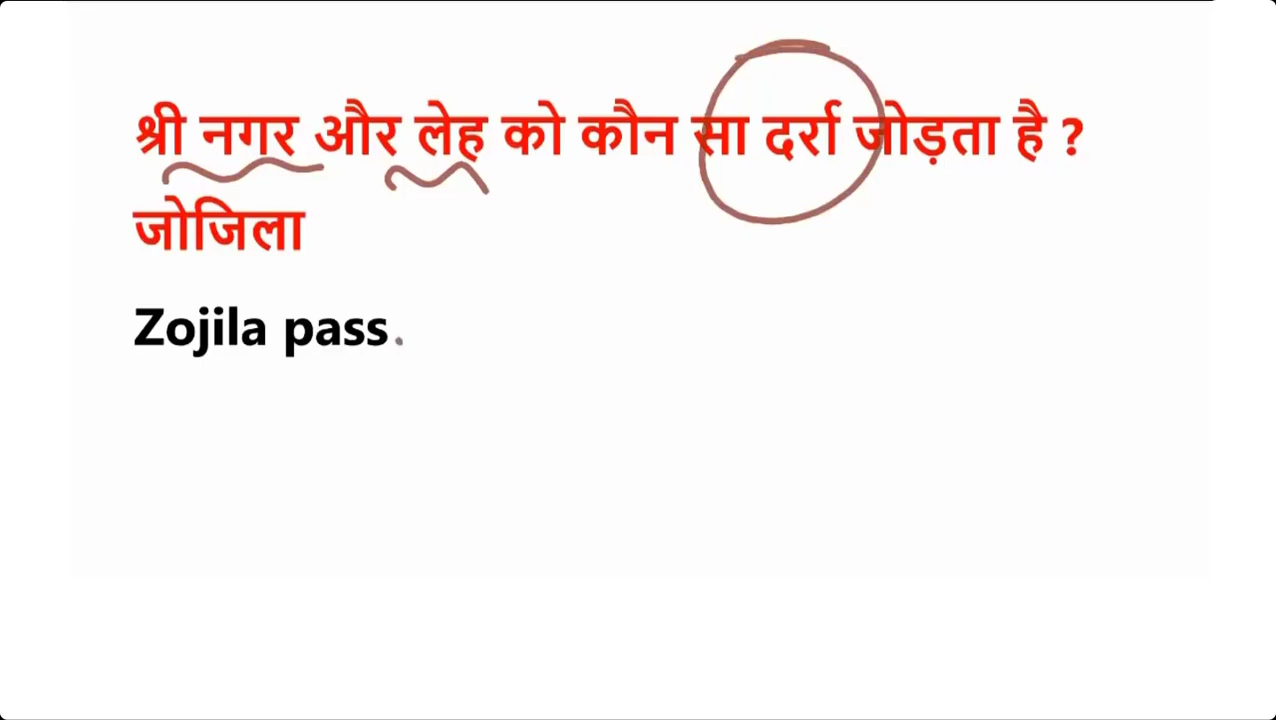 श्री नगर और लेह को कौन सा दर्रा जोड़ता है ?
जोजिला
Zojila pass.